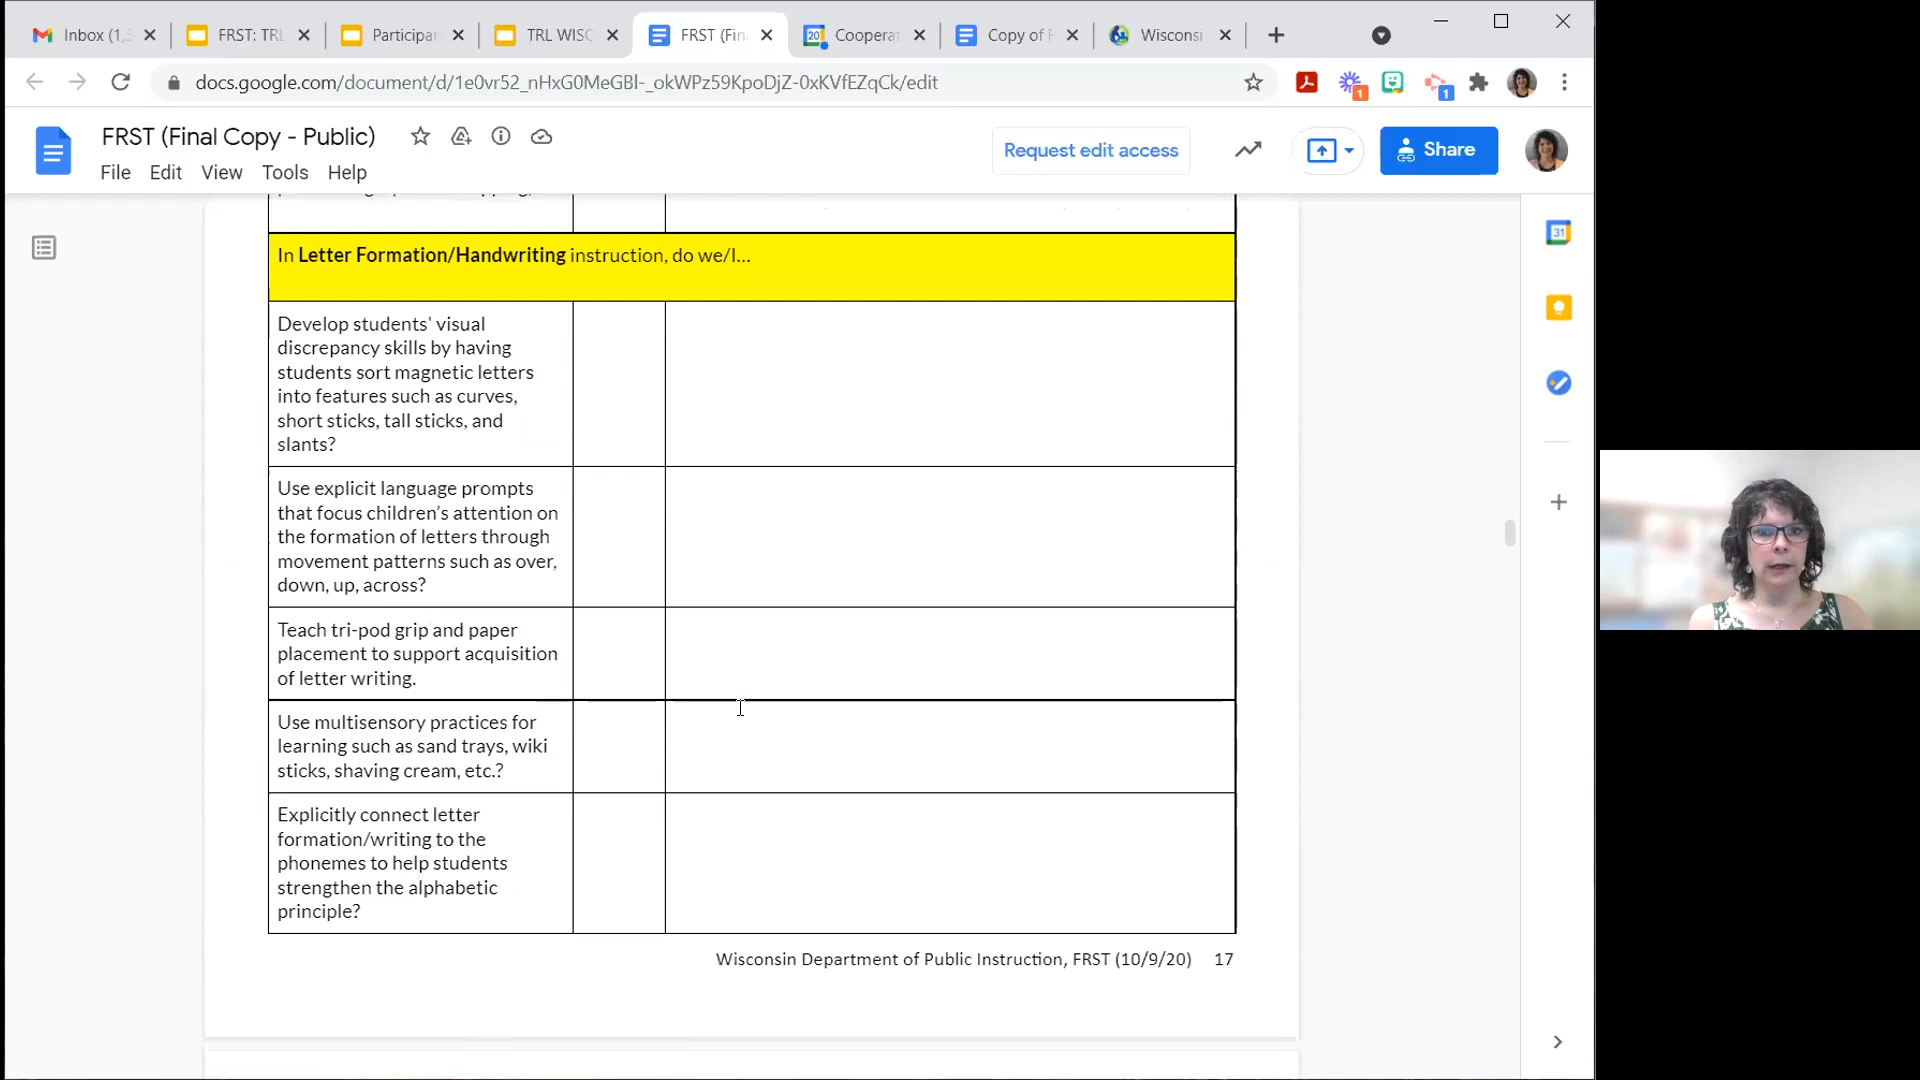 Inbox (1,
FRST: TRL
Participan
TRL WISC
FRST (Fin
Cooperat
Copy of F
Wisconsi
docs.google.com/document/d/1e0vr52_nHxG0MeGBl-_okWPz59KpoDjZ-0xKVfEZqCk/edit
1
1
FRST (Final Copy - Public)
Request edit access
Share
File Edit View Tools Help
31
In Letter Formation/Handwriting instruction, do we/I...
Develop students' visual
discrepancy skills by having
students sort magnetic letters
into features such as curves,
short sticks, tall sticks, and
slants?
Use explicit language prompts
that focus children’s attention on
the formation of letters through
movement patterns such as over,
down, up, across?
Teach tri-pod grip and paper
placement to support acquisition
of letter writing.
Use multisensory practices for
learning such as sand trays, wiki
sticks, shaving cream, etc.?
Explicitly connect letter
formation/writing to the
phonemes to help students
strengthen the alphabetic
principle?
Wisconsin Department of Public Instruction, FRST (10/9/20) 17